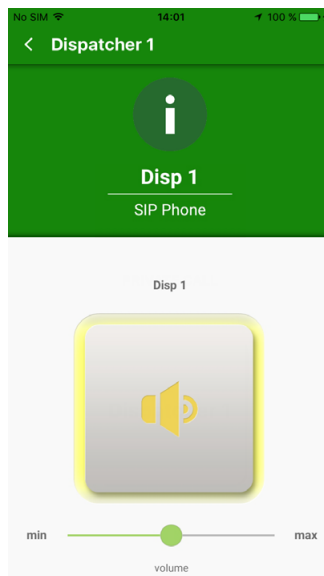 No SIM 14:01 100 %
Dispatcher 1
Disp 1
SIP Phone
Disp 1
min max
volume